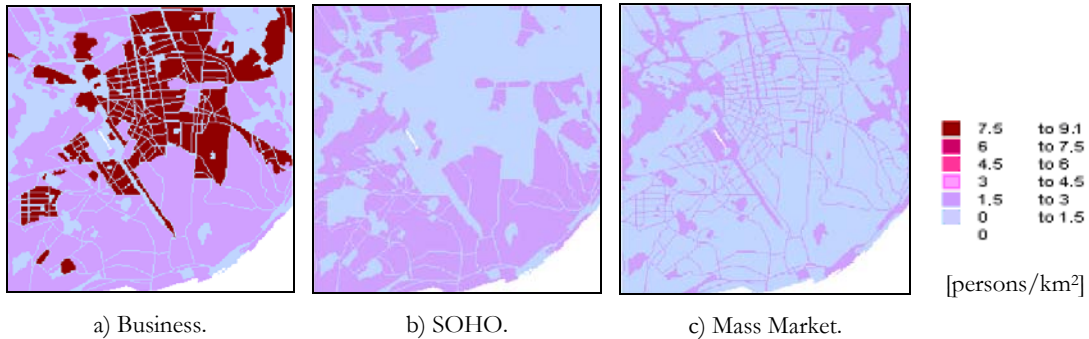 7.5 to 9.1
6 to 7.5
4.5 to 6
3 to 4.5
1.5 to 3
0 to 1.5
0
[persons/km²]
a) Business. b) SOHO. c) Mass Market.